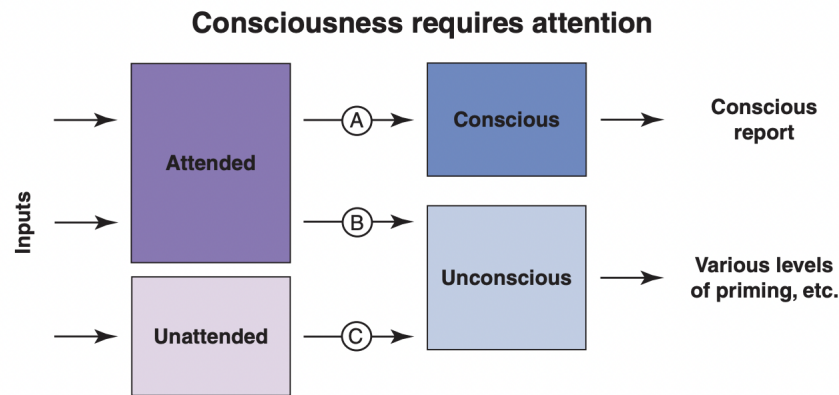 Consciousness requires attention
Inputs
Attended
Unattended
A
B
C
Conscious
Unconscious
Conscious
report
Various levels
of priming, etc.